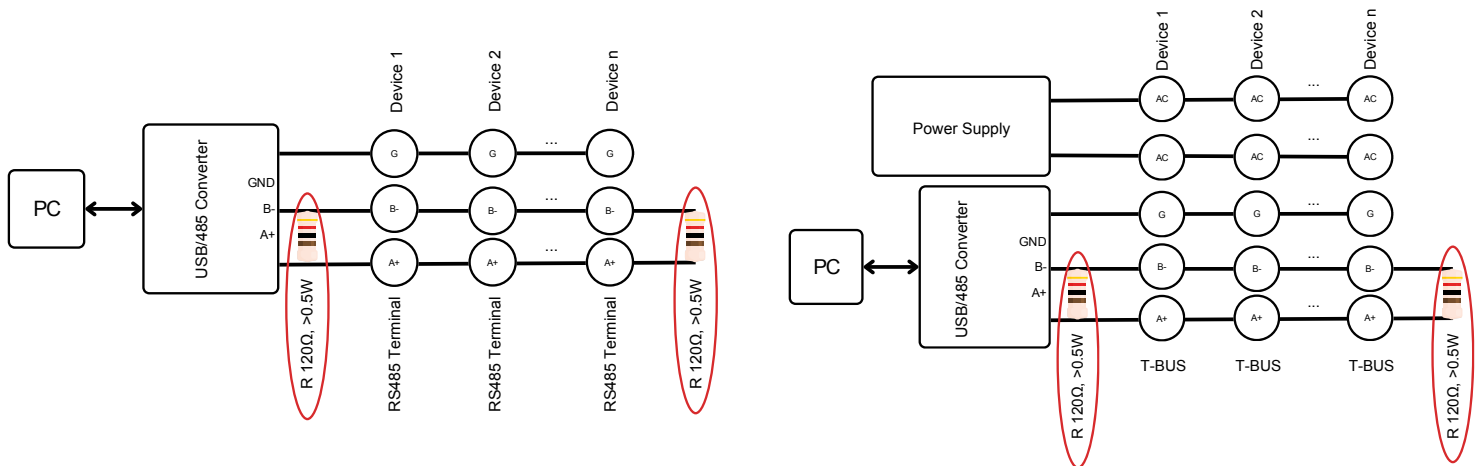 Device 1
Device 2
Device n
PC
USB/485 Converter
GND
B-
A+
G
G
...
G
B-
B-
...
B-
A+
A+
...
A+
R 120Ω, >0.5W
RS485 Terminal
RS485 Terminal
RS485 Terminal
R 120Ω, >0.5W
Device 1
Device 2
Device n
Power Supply
AC
AC
...
AC
AC
AC
...
AC
PC
USB/485 Converter
GND
B-
A+
G
G
...
G
B-
B-
...
B-
A+
A+
...
A+
T-BUS
T-BUS
T-BUS
R 120Ω, >0.5W
R 120Ω, >0.5W